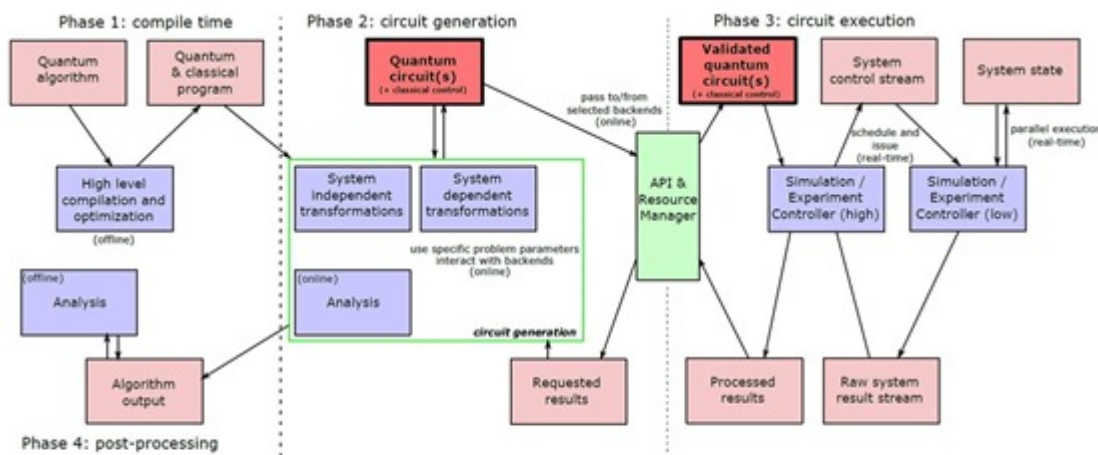 Phase 1: compile time
Quantum
algorithm
Quantum
& classical
program
High level
compilation and
optimization
(offline)
(offline)
Analysis
Algorithm
output
Phase 4: post-processing
Phase 2: circuit generation
Quantum
circuit(s)
(+ classical control)
pass to/from
selected backends
(online)
System
independent
transformations
System
dependent
transformations
use specific problem parameters
interact with backends
(online)
(online)
Analysis
circuit generation
Requested
results
API &
Resource
Manager
Phase 3: circuit execution
Validated
quantum
circuit(s)
(+ classical control)
System
control stream
System state
schedule and
issue
(real-time)
parallel execution
(real-time)
Simulation /
Experiment
Controller (high)
Simulation /
Experiment
Controller (low)
Processed
results
Raw system
result stream